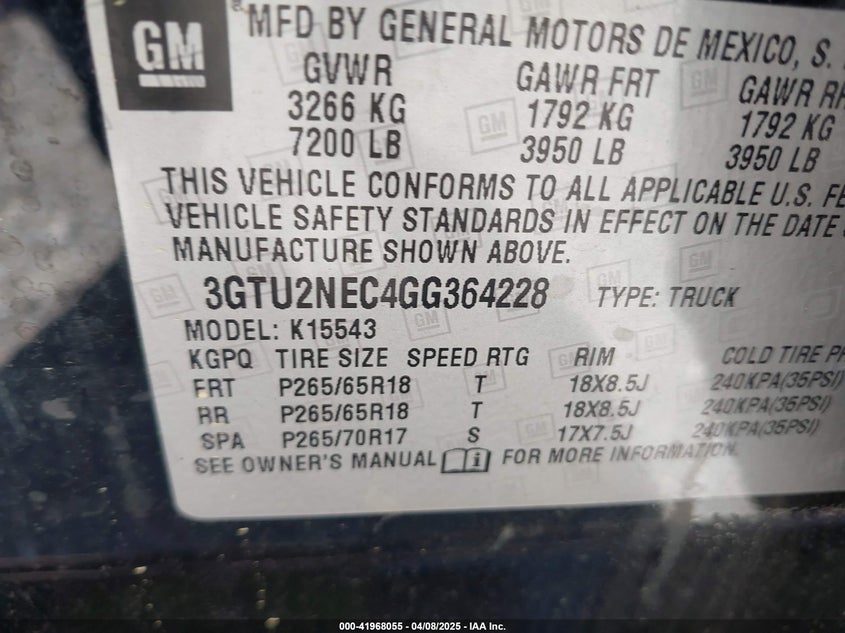 GM
MFD BY GENERAL MOTORS DE MEXICO, S.
GVWR GAWR FRT GAWR
3266 KG 1792 KG 1792 KG
7200 LB 3950 LB 3950 LB
THIS VEHICLE CONFORMS TO ALL APPLICABLE U.S.
VEHICLE SAFETY STANDARDS IN EFFECT ON THE DATE
MANUFACTURE SHOWN ABOVE.
3GTU2NEC4GG364228 TYPE: TRUCK
MODEL: K15543
KGPQ TIRE SIZE SPEED RTG RIM COLD TIRE
FRT P265/65R18 T 18X8.5J 240KPA(35PSI)
RR P265/65R18 T 18X8.5J 240KPA(35PSI)
SPA P265/70R17 S 17X7.5J 240KPA(35PSI)
SEE OWNER'S MANUAL FOR MORE INFORMATION.
000-41968055 - 04/08/2025 - IAA Inc.